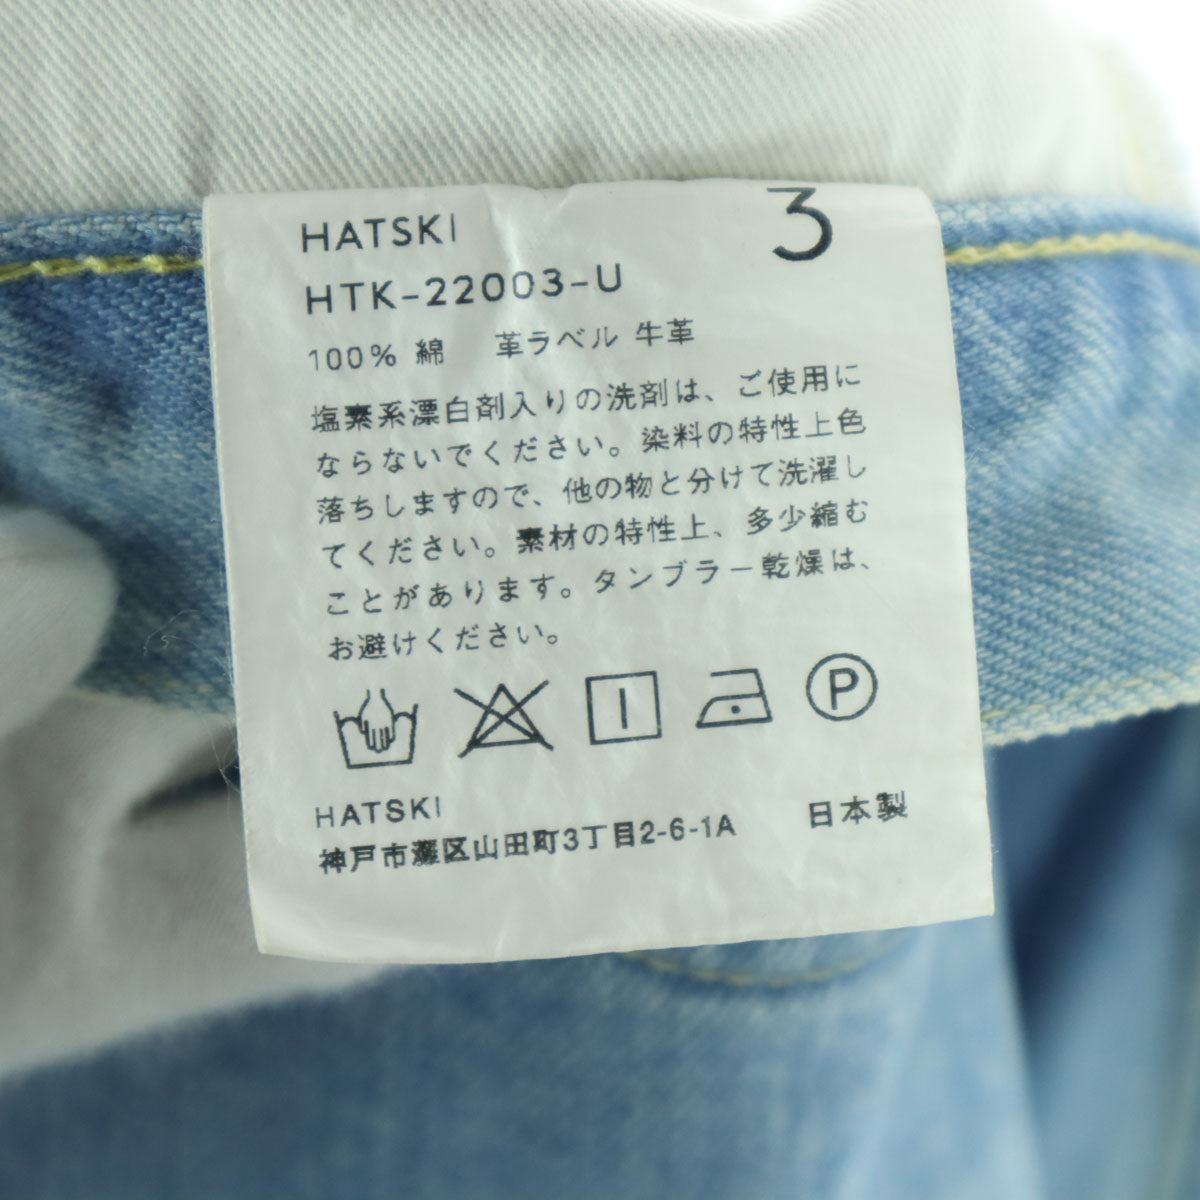 HATSKI 3
HTK-22003-U
100% 綿 革ラベル 牛革
塩素系漂白剤入りの洗剤は、ご使用に
ならないでください。染料の特性上色
落ちしますので、他の物と分けて洗濯し
てください。素材の特性上、多少縮む
ことがあります。タンブラー乾燥は、
お避けください。
P
HATSKI 日本製
神戸市灘区山田町3丁目2-6-1A